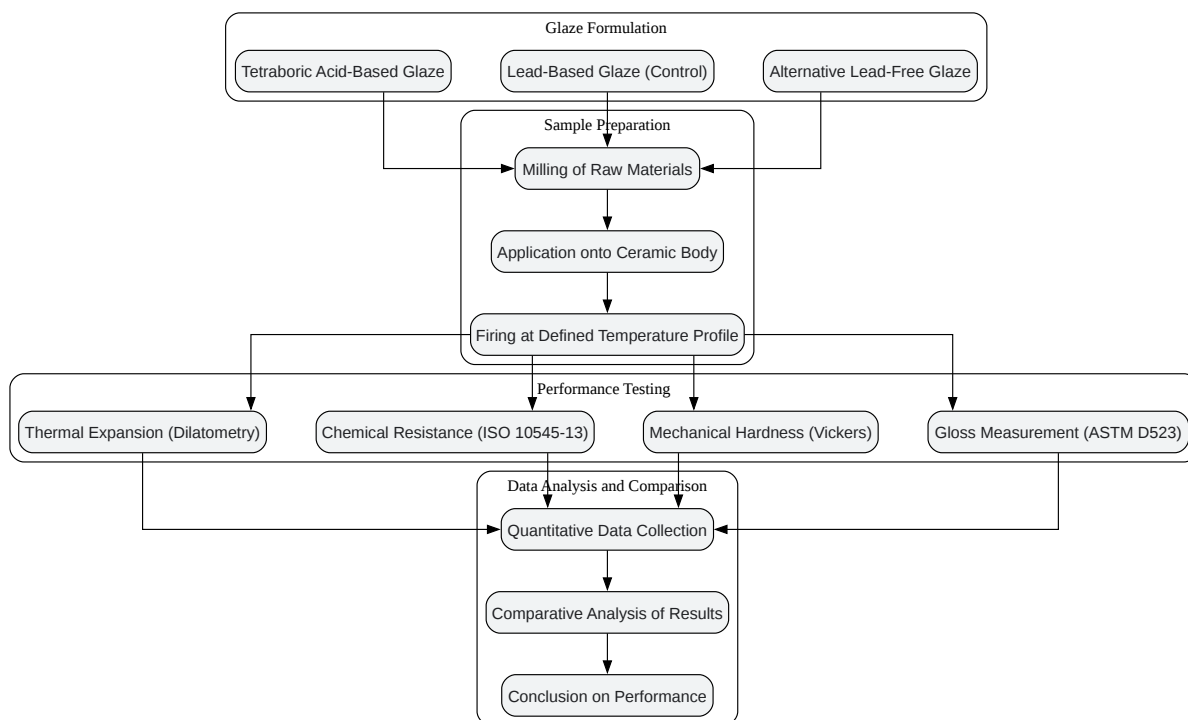 Glaze Formulation
Tetraboric Acid-Based Glaze
Lead-Based Glaze (Control)
Alternative Lead-Free Glaze
Sample Preparation
Milling of Raw Materials
Application onto Ceramic Body
Firing at Defined Temperature Profile
Performance Testing
Thermal Expansion (Dilatometry)
Chemical Resistance (ISO 10545-13)
Mechanical Hardness (Vickers)
Gloss Measurement (ASTM D523)
Data Analysis and Comparison
Quantitative Data Collection
Comparative Analysis of Results
Conclusion on Performance